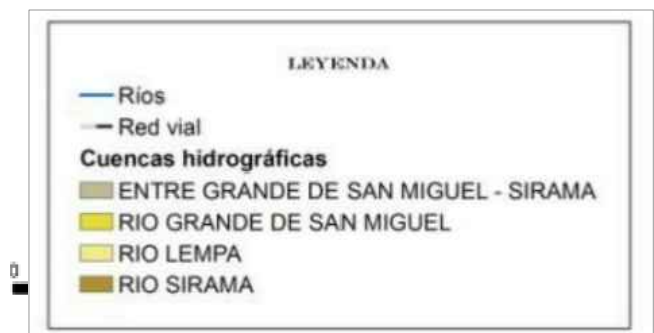 LEYENDA
Ríos
Red vial
Cuencas hidrográficas
ENTRE GRANDE DE SAN MIGUEL - SIRAMA
RIO GRANDE DE SAN MIGUEL
RIO LEMPA
RIO SIRAMA